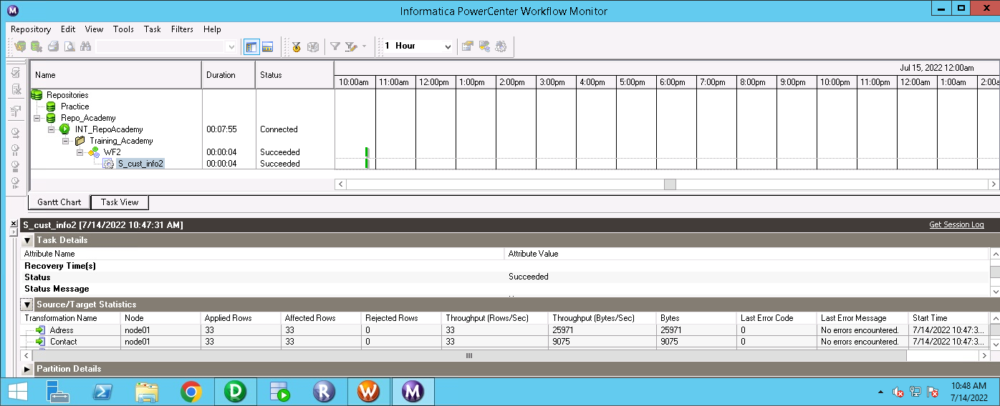 Informatica PowerCenter Workflow Monitor
Repository Edit View Tools Task Filters Help
1 Hour
Name Duration Status
Jul 15, 2022 12:00am
10:00am 11:00am 12:00pm 1:00pm 2:00pm 3:00pm 4:00pm 5:00pm 6:00pm 7:00pm 8:00pm 9:00pm 10:00pm 11:00pm 12:00am 1:00am 2:00a
Repositories
Practice
Repo_Academy
INT_RepoAcademy 00:07:55 Connected
Training_Academy
WF2 00:00:04 Succeeded
S_cust_info2 00:00:04 Succeeded
Gantt Chart Task View
S_cust_info2 [7/14/2022 10:47:31 AM] Get Session Log
Task Details
Attribute Name Attribute Value
Recovery Time(s)
Status Succeeded
Status Message
Source/Target Statistics
Transformation Name Node Applied Rows Affected Rows Rejected Rows Throughput (Rows/Sec) Throughput (Bytes/Sec) Bytes Last Error Code Last Error Message Start Time
Adress node01 33 33 0 33 25971 25971 0 No errors encountered. 7/14/2022 10:47:3...
Contact node01 33 33 0 33 9075 9075 0 No errors encountered. 7/14/2022 10:47:3...
Partition Details
D R W M
10:48 AM
7/14/2022